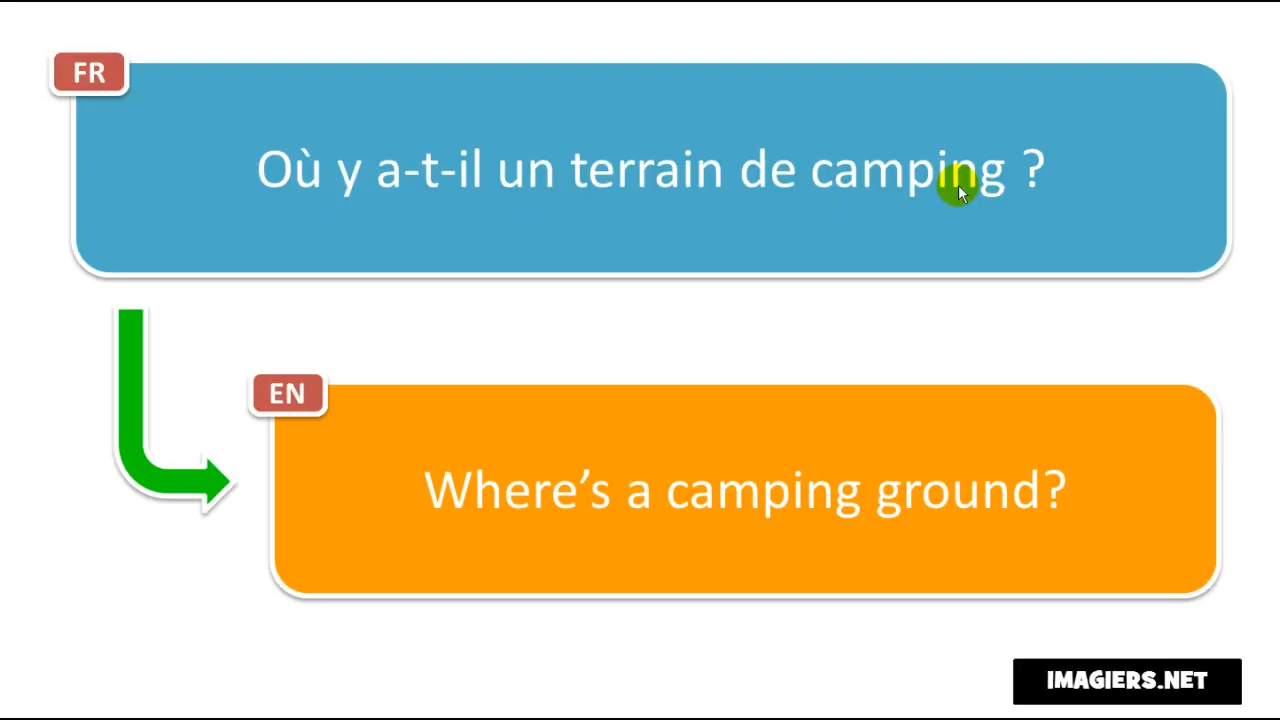 FR
Où y a-t-il un terrain de camping ?
EN
Where’s a camping ground?
IMAGIERS.NET